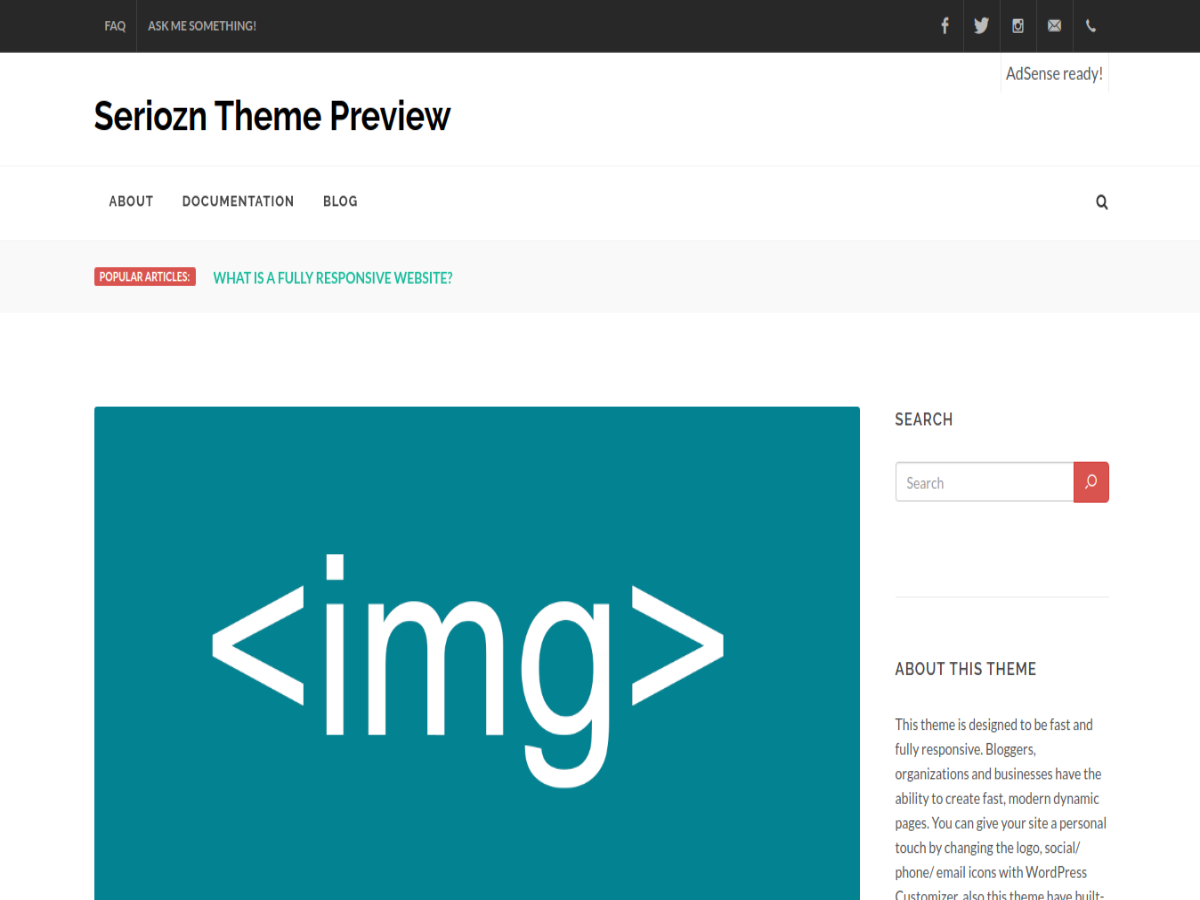 FAQ
ASK ME SOMETHING!
AdSense ready!
Seriozn Theme Preview
ABOUT
DOCUMENTATION
BLOG
POPULAR ARTICLES:
WHAT IS A FULLY RESPONSIVE WEBSITE?
<img>
SEARCH
Search
ABOUT THIS THEME
This theme is designed to be fast and
fully responsive. Bloggers,
organizations and businesses have the
ability to create fast, modern dynamic
pages. You can give your site a personal
touch by changing the logo, social/
phone/ email icons with WordPress
Customizer, also this theme have built-